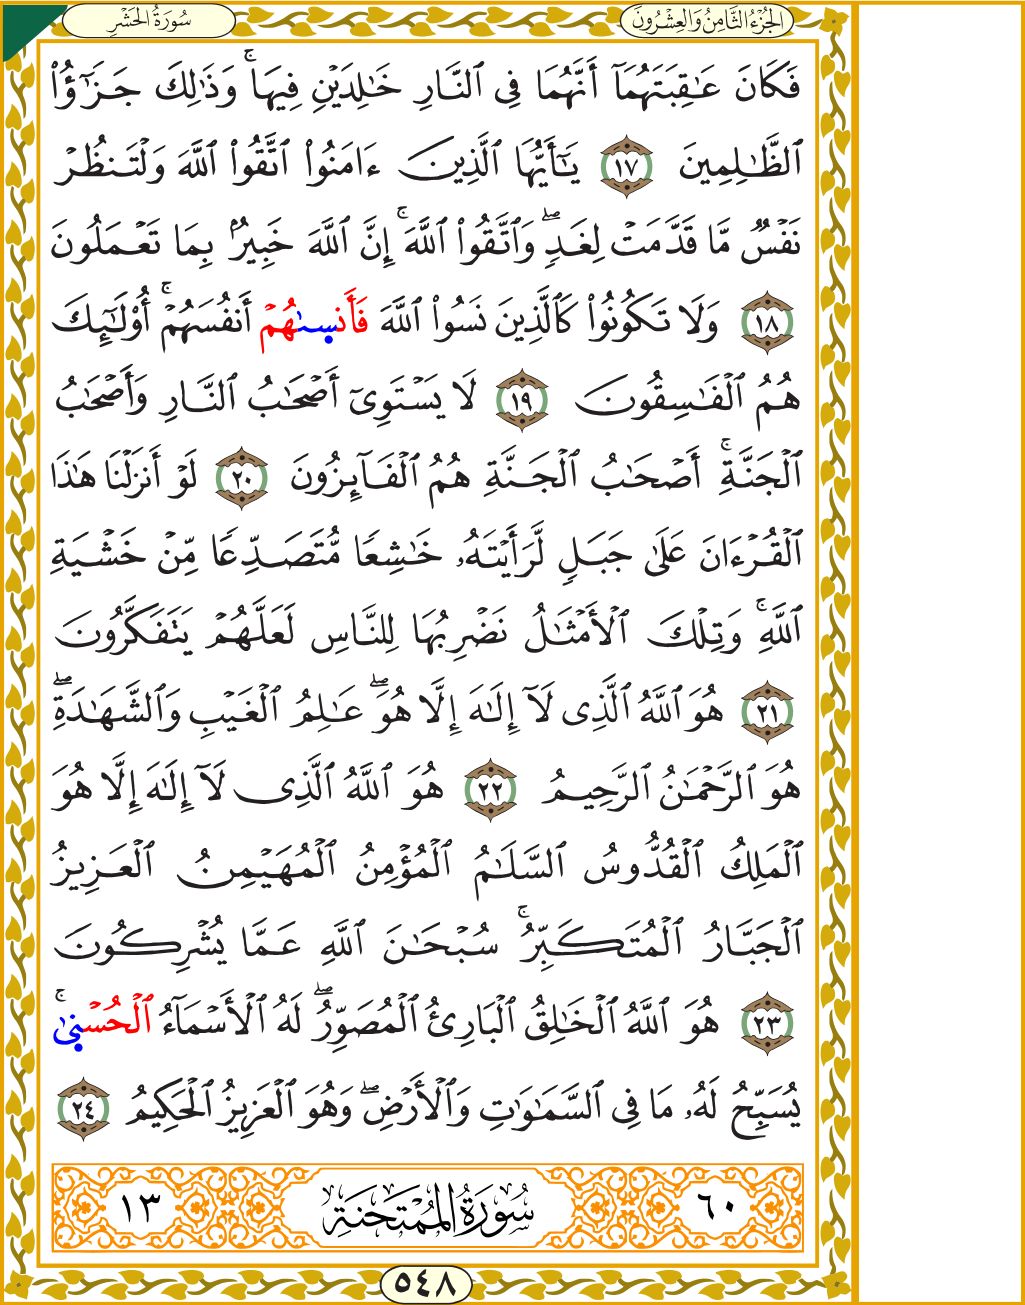 الجُزْءُ الثَّامِنُ وَالعِشْرُونَ
سُورَةُ الحَشْرِ
فَكَانَ عَٰقِبَتَهُمَآ أَنَّهُمَا فِي ٱلنَّارِ خَٰلِدَيْنِ فِيهَاۚ وَذَٰلِكَ جَزَٰٓؤُاْ
ٱلظَّٰلِمِينَ ١٧ يَٰٓأَيُّهَا ٱلَّذِينَ ءَامَنُواْ ٱتَّقُواْ ٱللَّهَ وَلْتَنظُرْ
نَفْسٌ مَّا قَدَّمَتْ لِغَدٍۖ وَٱتَّقُواْ ٱللَّهَۚ إِنَّ ٱللَّهَ خَبِيرٌۢ بِمَا تَعْمَلُونَ
١٨ وَلَا تَكُونُواْ كَٱلَّذِينَ نَسُواْ ٱللَّهَ فَأَنسىٰهُمْ أَنفُسَهُمْۚ أُوْلَٰٓئِكَ
هُمُ ٱلْفَٰسِقُونَ ١٩ لَا يَسْتَوِيٓ أَصْحَٰبُ ٱلنَّارِ وَأَصْحَٰبُ
ٱلْجَنَّةِۚ أَصْحَٰبُ ٱلْجَنَّةِ هُمُ ٱلْفَآئِزُونَ ٢٠ لَوْ أَنزَلْنَا هَٰذَا
ٱلْقُرْءَانَ عَلَىٰ جَبَلٍ لَّرَأَيْتَهُۥ خَٰشِعًا مُّتَصَدِّعًا مِّنْ خَشْيَةِ
ٱللَّهِۚ وَتِلْكَ ٱلْأَمْثَٰلُ نَضْرِبُهَا لِلنَّاسِ لَعَلَّهُمْ يَتَفَكَّرُونَ
٢١ هُوَ ٱللَّهُ ٱلَّذِي لَآ إِلَٰهَ إِلَّا هُوَۖ عَٰلِمُ ٱلْغَيْبِ وَٱلشَّهَٰدَةِۖ
هُوَ ٱلرَّحْمَٰنُ ٱلرَّحِيمُ ٢٢ هُوَ ٱللَّهُ ٱلَّذِي لَآ إِلَٰهَ إِلَّا هُوَ
ٱلْمَلِكُ ٱلْقُدُّوسُ ٱلسَّلَٰمُ ٱلْمُؤْمِنُ ٱلْمُهَيْمِنُ ٱلْعَزِيزُ
ٱلْجَبَّارُ ٱلْمُتَكَبِّرُۚ سُبْحَٰنَ ٱللَّهِ عَمَّا يُشْرِكُونَ
٢٣ هُوَ ٱللَّهُ ٱلْخَٰلِقُ ٱلْبَارِئُ ٱلْمُصَوِّرُۖ لَهُ ٱلْأَسْمَآءُ ٱلْحُسْنىٰۚ
يُسَبِّحُ لَهُۥ مَا فِي ٱلسَّمَٰوَٰتِ وَٱلْأَرْضِۖ وَهُوَ ٱلْعَزِيزُ ٱلْحَكِيمُ ٢٤
٦٠ سُورَةُ المُمْتَحَنَةِ ١٣
٥٤٨